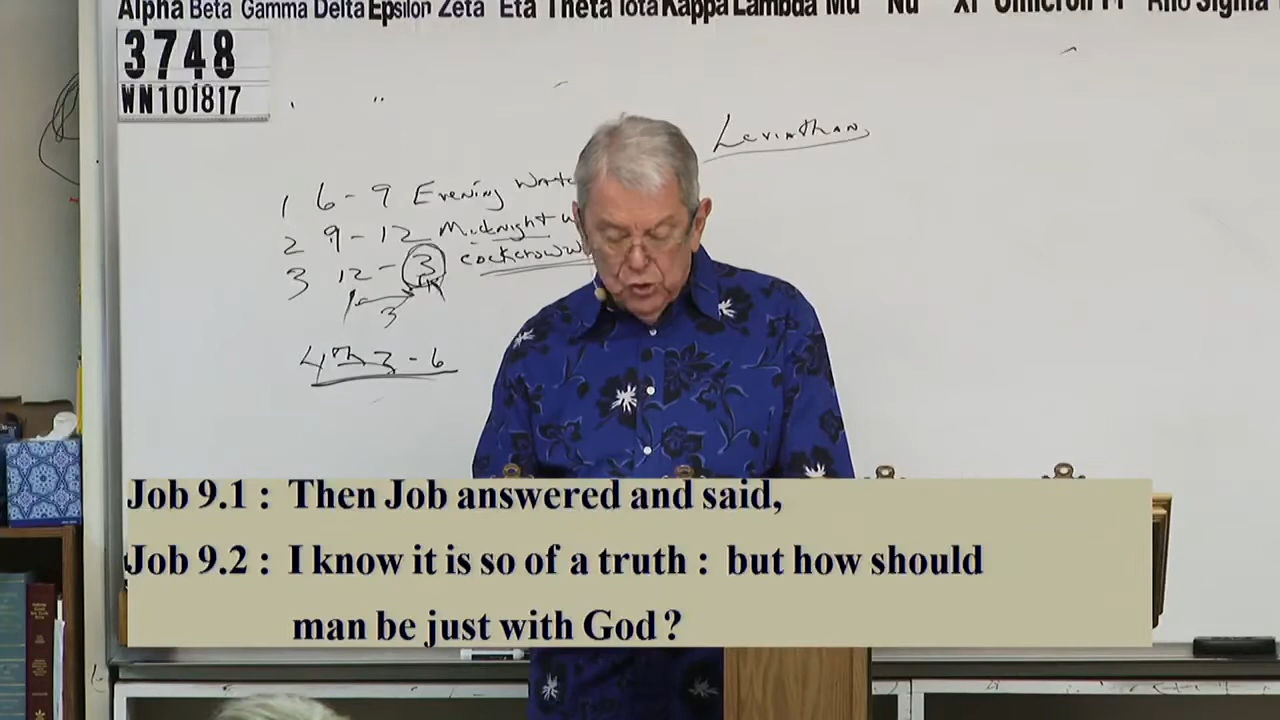 Alpha Beta Gamma Delta Epsilon Zeta Eta Theta Iota Kappa Lambda Mu Nu Xi Omicron Pi Rho Sigma
3748
WN101817
Leviathan
1 6 - 9 Evening
2 9 - 12 Midnight
3 12 - 3
3
4th 3 - 6
Job 9.1 : Then Job answered and said,
Job 9.2 : I know it is so of a truth : but how should
man be just with God ?